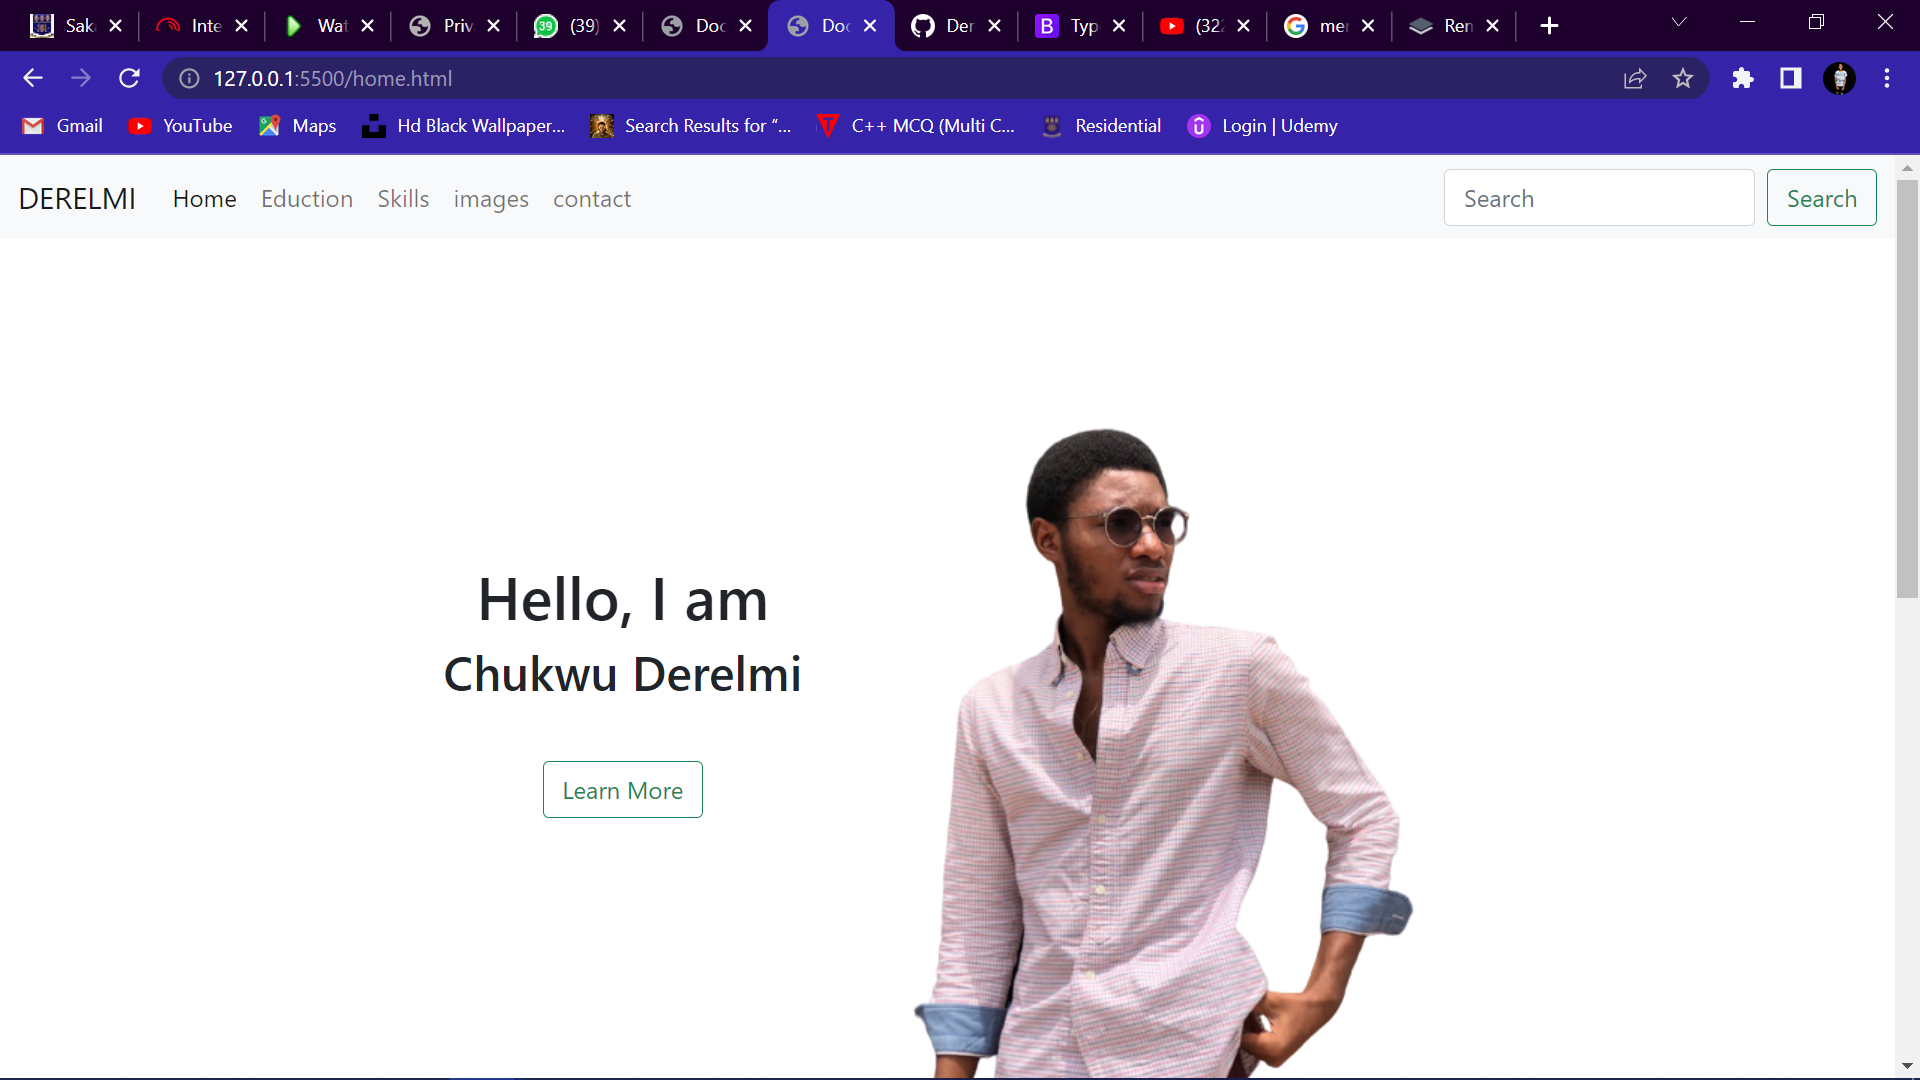 Sak Inte Wat Priv (39) Doc Doc Der Typ (322 mer Rem
127.0.0.1:5500/home.html
Gmail YouTube Maps Hd Black Wallpaper... Search Results for “... C++ MCQ (Multi C... Residential Login | Udemy
DERELMI Home Eduction Skills images contact Search Search
Hello, I am
Chukwu Derelmi
Learn More